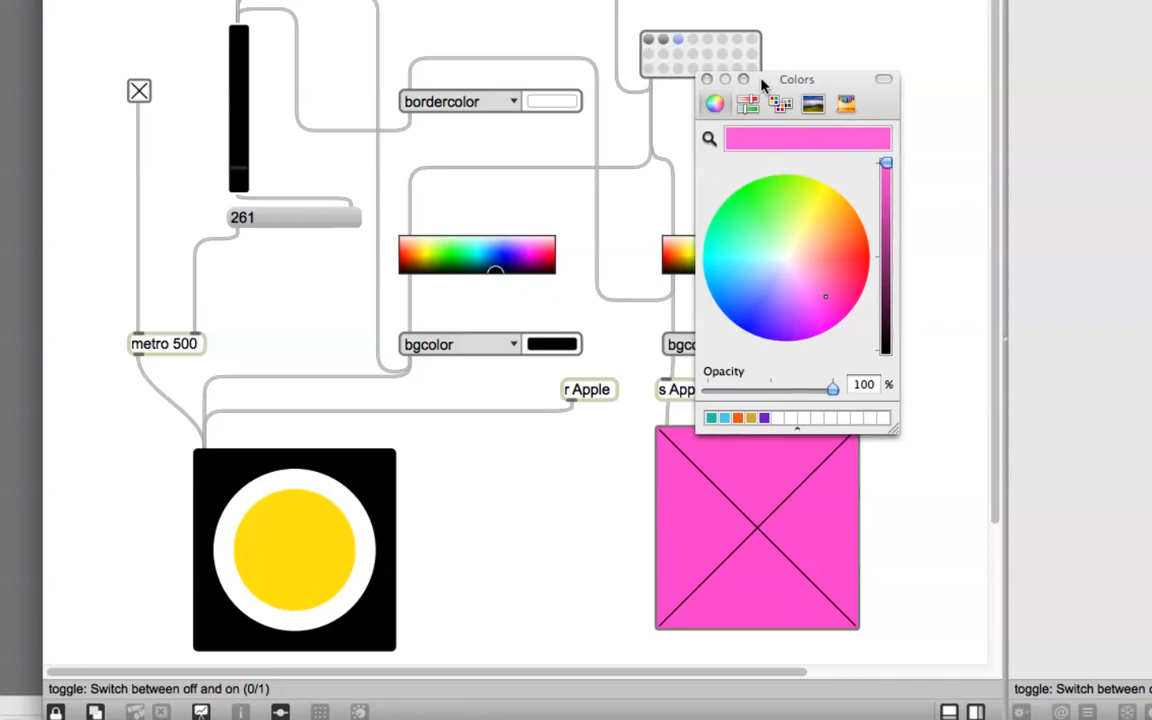 Colors
bordercolor
261
metro 500
bgcolor
bgc
Opacity
100 %
r Apple
s App
toggle: Switch between off and on (0/1)
toggle: Switch between